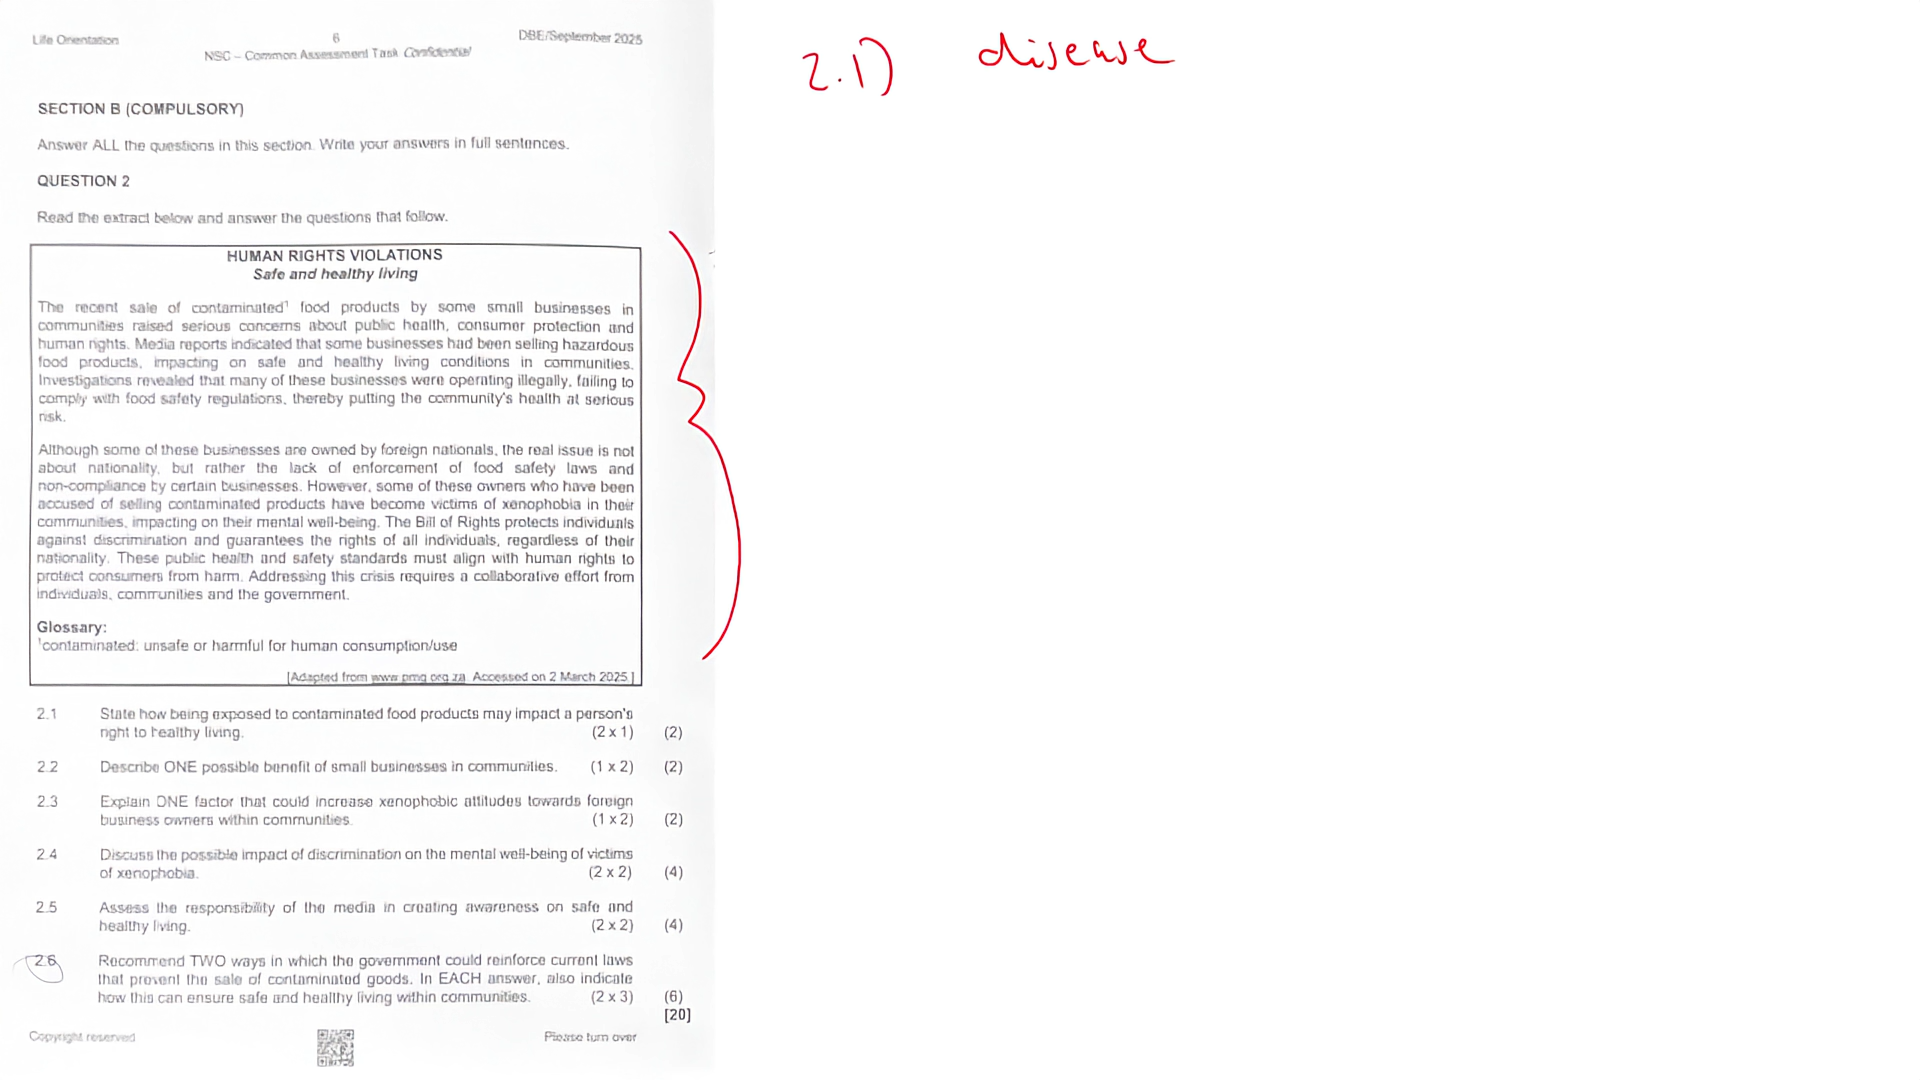 Life Orientation
6
DBE/September 2025
NSC – Common Assessment Task Confidential
SECTION B (COMPULSORY)
Answer ALL the questions in this section. Write your answers in full sentences.
QUESTION 2
Read the extract below and answer the questions that follow.
HUMAN RIGHTS VIOLATIONS
Safe and healthy living
The recent sale of contaminated¹ food products by some small businesses in
communities raised serious concerns about public health, consumer protection and
human rights. Media reports indicated that some businesses had been selling hazardous
food products, impacting on safe and healthy living conditions in communities.
Investigations revealed that many of these businesses were operating illegally, failing to
comply with food safety regulations, thereby putting the community's health at serious
risk.
Although some of these businesses are owned by foreign nationals, the real issue is not
about nationality, but rather the lack of enforcement of food safety laws and
non-compliance by certain businesses. However, some of these owners who have been
accused of selling contaminated products have become victims of xenophobia in their
communities, impacting on their mental well-being. The Bill of Rights protects individuals
against discrimination and guarantees the rights of all individuals, regardless of their
nationality. These public health and safety standards must align with human rights to
protect consumers from harm. Addressing this crisis requires a collaborative effort from
individuals, communities and the government.
Glossary:
¹contaminated: unsafe or harmful for human consumption/use
[Adapted from www.pmg.org.za. Accessed on 2 March 2025.]
2.1 State how being exposed to contaminated food products may impact a person's
right to healthy living. (2 x 1) (2)
2.2 Describe ONE possible benefit of small businesses in communities. (1 x 2) (2)
2.3 Explain ONE factor that could increase xenophobic attitudes towards foreign
business owners within communities. (1 x 2) (2)
2.4 Discuss the possible impact of discrimination on the mental well-being of victims
of xenophobia. (2 x 2) (4)
2.5 Assess the responsibility of the media in creating awareness on safe and
healthy living. (2 x 2) (4)
2.6 Recommend TWO ways in which the government could reinforce current laws
that prevent the sale of contaminated goods. In EACH answer, also indicate
how this can ensure safe and healthy living within communities. (2 x 3) (6)
[20]
Copyright reserved
Please turn over
2.1) disease